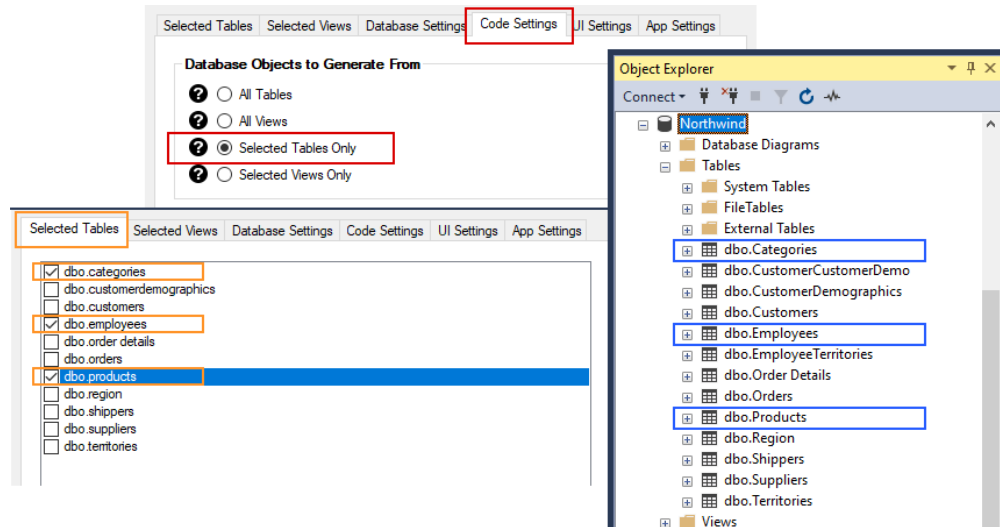 Selected Tables Selected Views Database Settings Code Settings UI Settings App Settings
Database Objects to Generate From
? All Tables
? All Views
? Selected Tables Only
? Selected Views Only
Selected Tables Selected Views Database Settings Code Settings UI Settings App Settings
dbo.categories
dbo.customerdemographics
dbo.customers
dbo.employees
dbo.order details
dbo.orders
dbo.products
dbo.region
dbo.shippers
dbo.suppliers
dbo.territories
Object Explorer
Connect
Northwind
Database Diagrams
Tables
System Tables
FileTables
External Tables
dbo.Categories
dbo.CustomerCustomerDemo
dbo.CustomerDemographics
dbo.Customers
dbo.Employees
dbo.EmployeeTerritories
dbo.Order Details
dbo.Orders
dbo.Products
dbo.Region
dbo.Shippers
dbo.Suppliers
dbo.Territories
Views